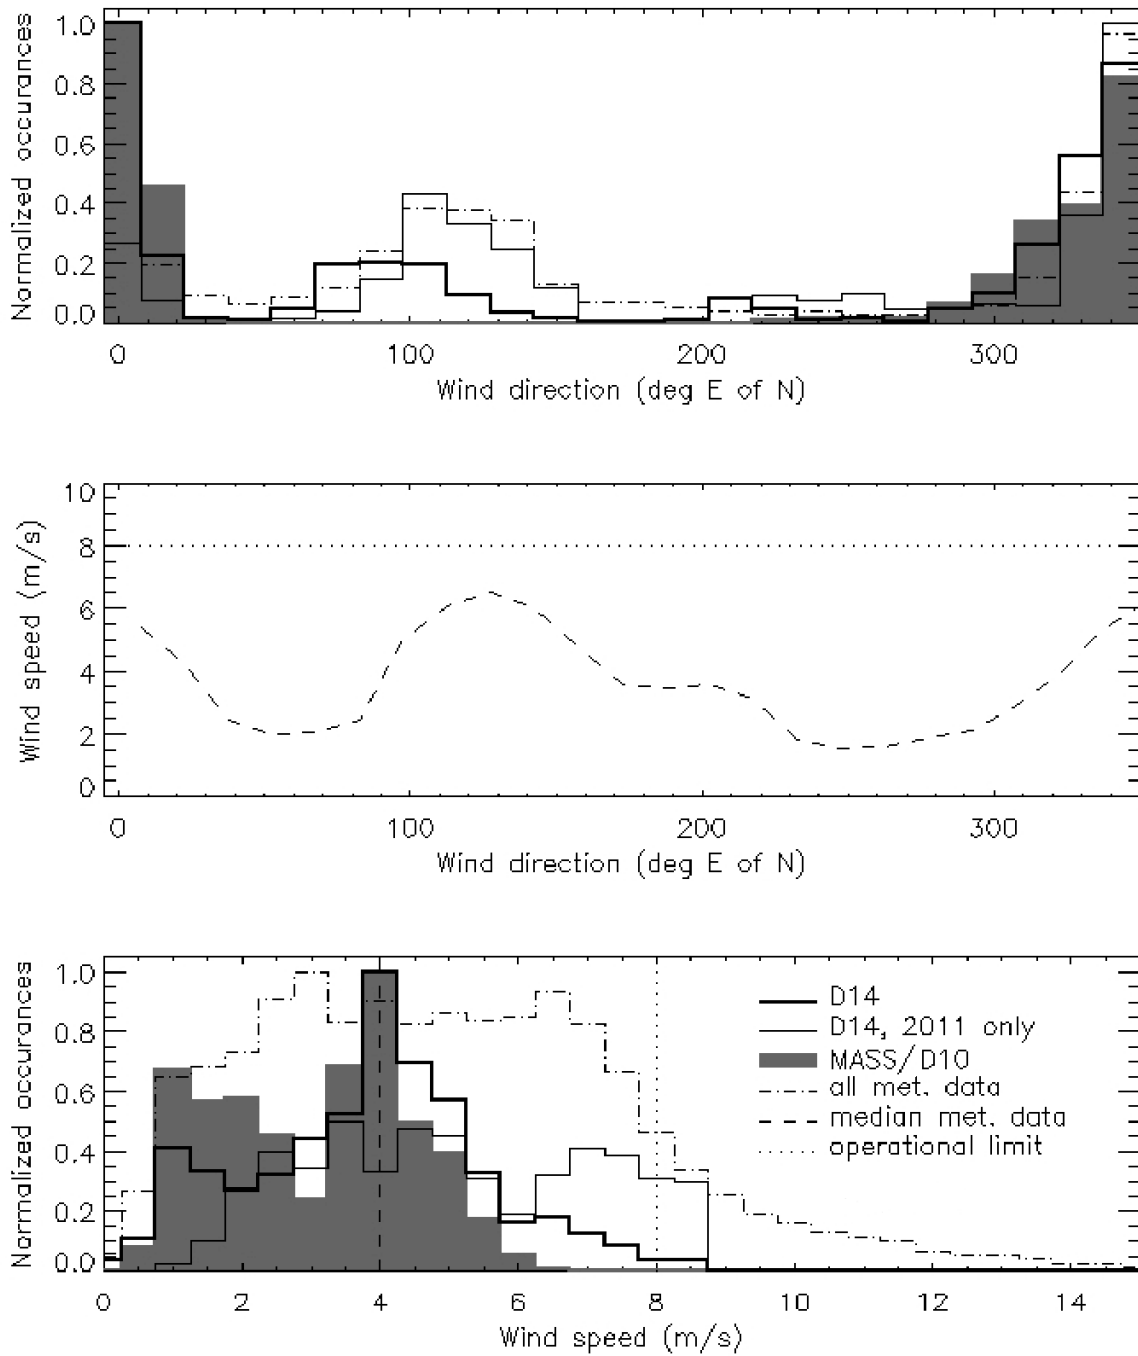 1.0
0.8
0.6
0.4
0.2
0.0
Normalized occurances
0 100 200 300
Wind direction (deg E of N)
10
8
6
4
2
0
Wind speed (m/s)
0 100 200 300
Wind direction (deg E of N)
1.0
0.8
0.6
0.4
0.2
0.0
Normalized occurances
D14
D14, 2011 only
MASS/D10
all met. data
median met. data
operational limit
0 2 4 6 8 10 12 14
Wind speed (m/s)